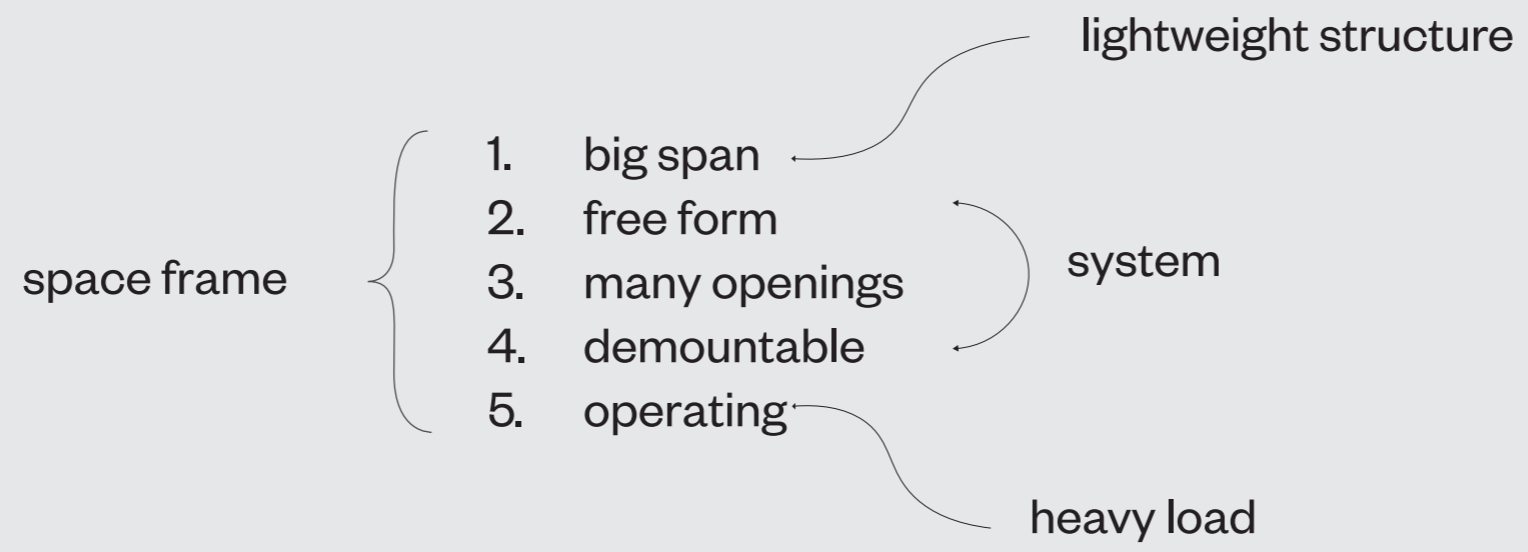 lightweight structure
1. big span
2. free form
system
space frame
3. many openings
4. demountable
5. operating
heavy load